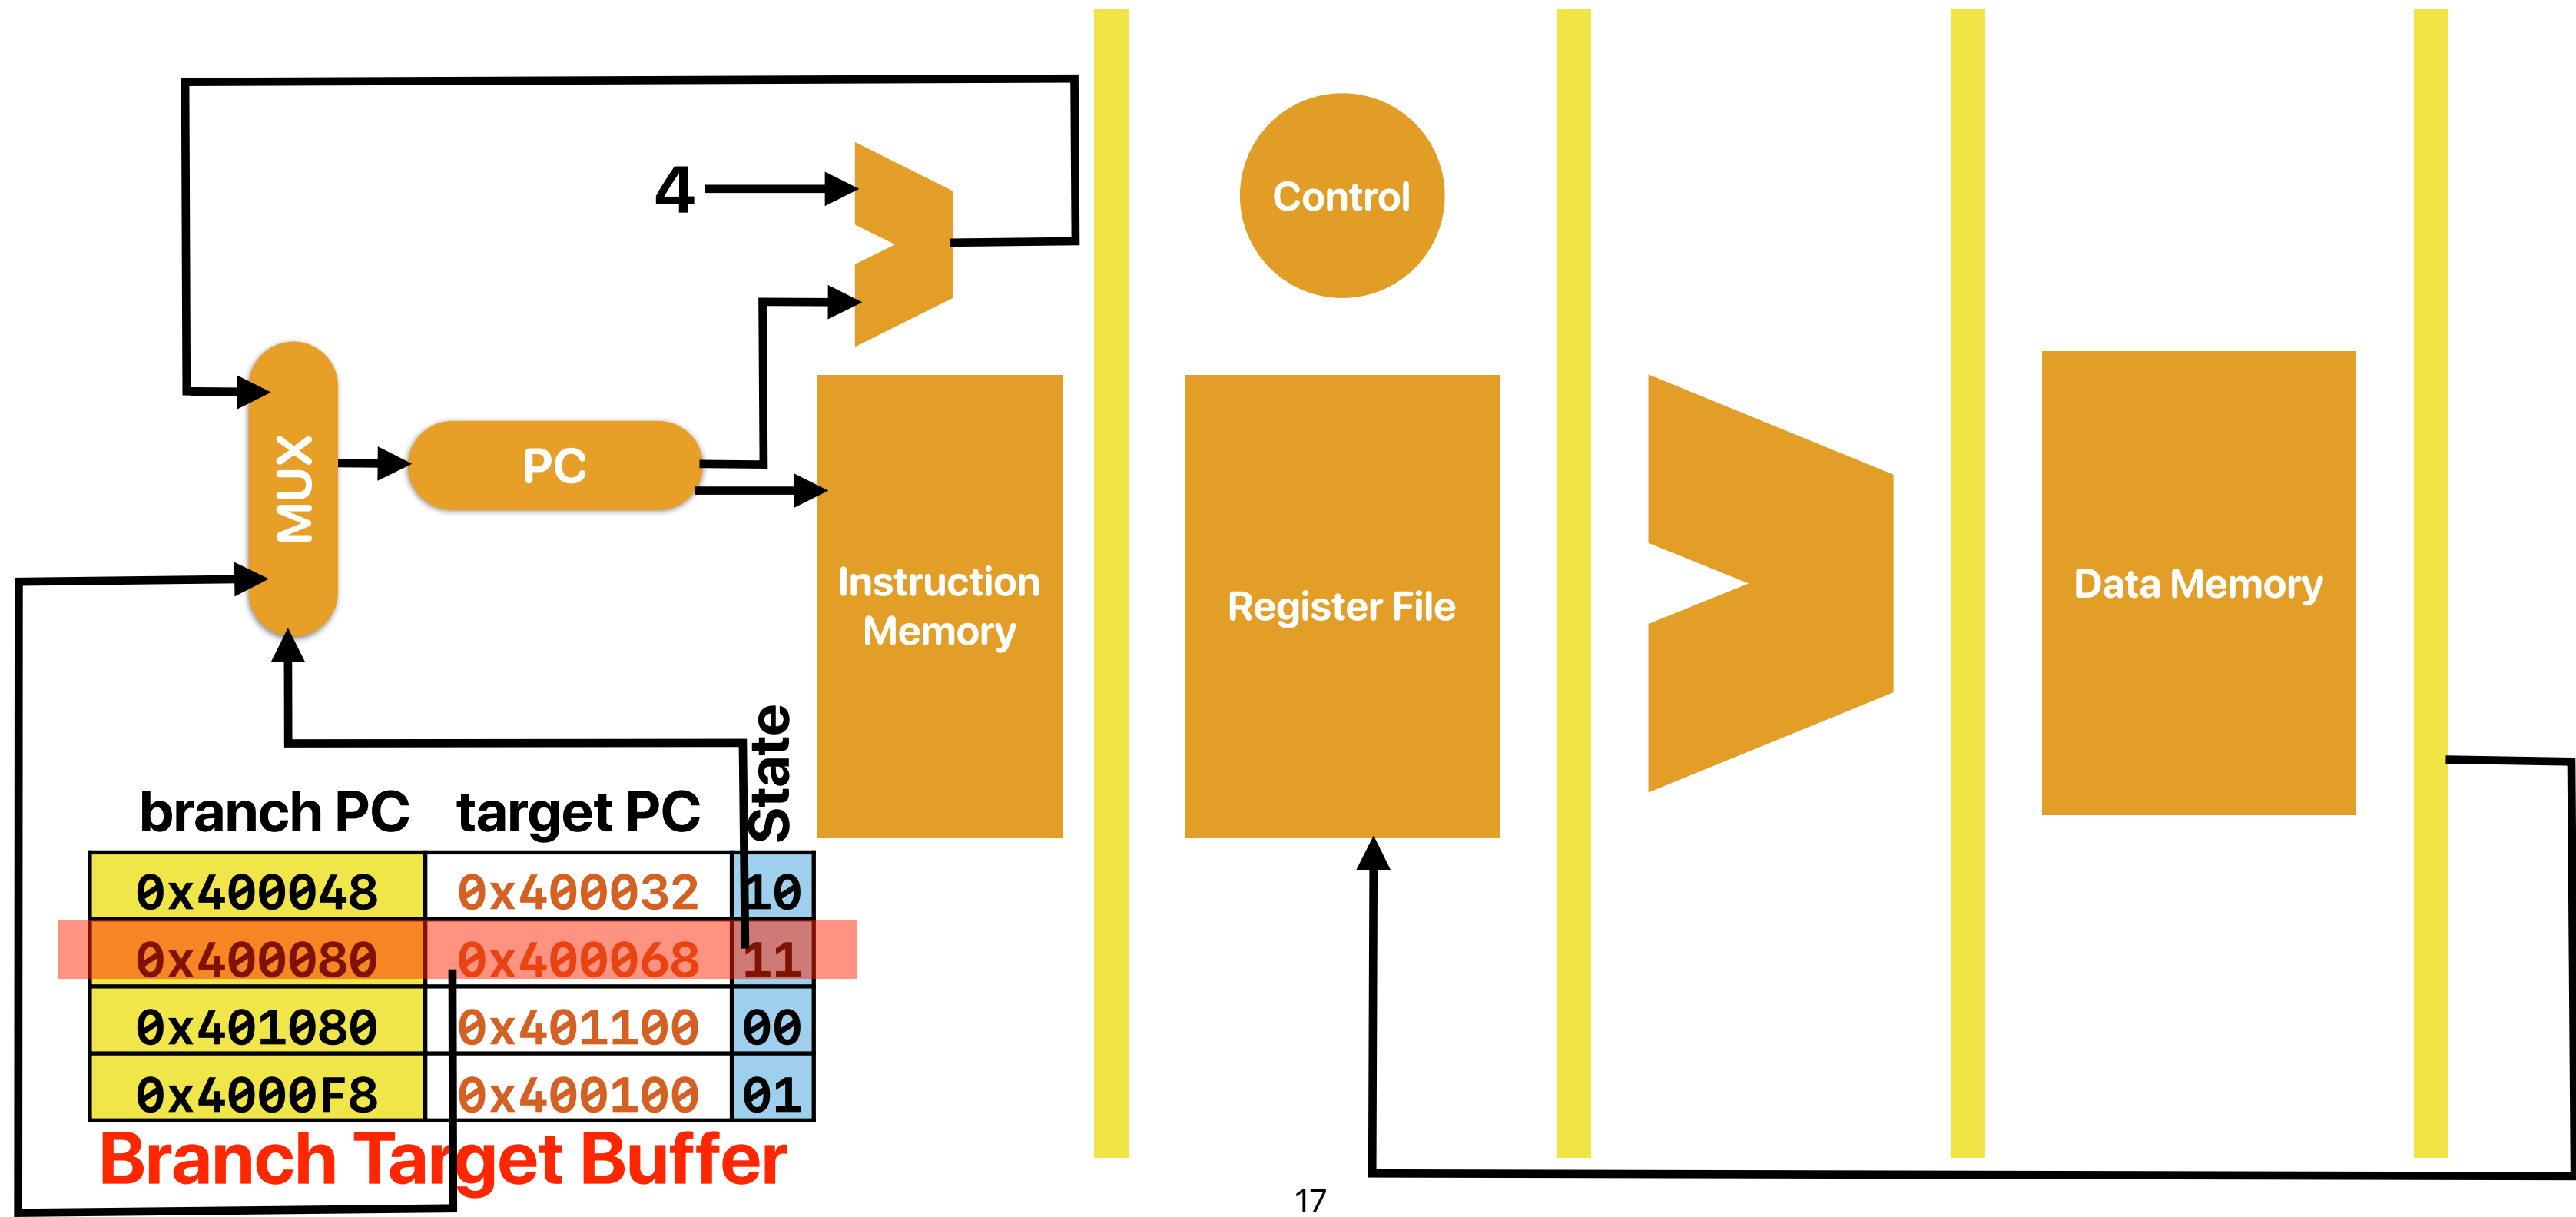 4
Control
MUX
PC
Instruction
Memory
Register File
Data Memory
branch PC target PC State
0x400048 0x400032 10
0x400080 0x400068 11
0x401080 0x401100 00
0x4000F8 0x400100 01
Branch Target Buffer
17